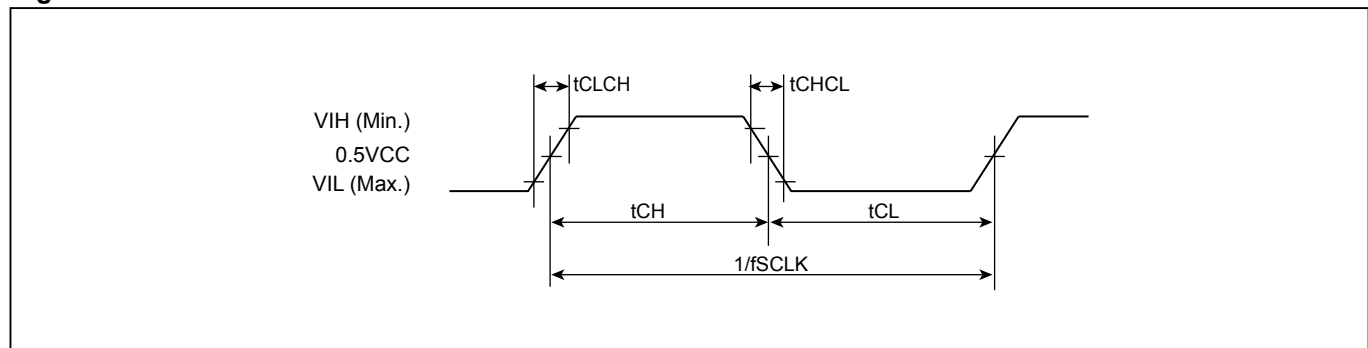 tCLCH
tCHCL
VIH (Min.)
0.5VCC
VIL (Max.)
tCH
tCL
1/fSCLK